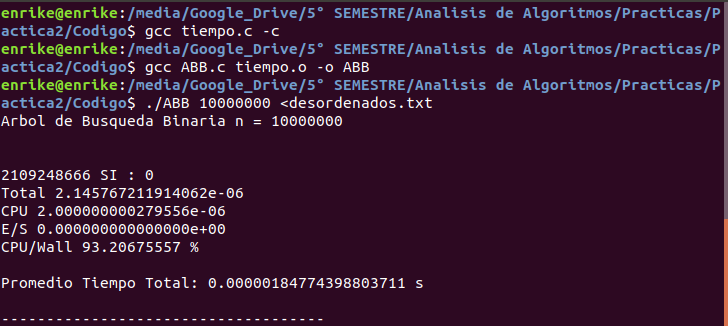 enrike@enrike:/media/Google_Drive/5° SEMESTRE/Analisis de Algoritmos/Practicas/P
actica2/Codigo$ gcc tiempo.c -c
enrike@enrike:/media/Google_Drive/5° SEMESTRE/Analisis de Algoritmos/Practicas/P
actica2/Codigo$ gcc ABB.c tiempo.o -o ABB
enrike@enrike:/media/Google_Drive/5° SEMESTRE/Analisis de Algoritmos/Practicas/P
actica2/Codigo$ ./ABB 10000000 <desordenados.txt
Arbol de Busqueda Binaria n = 10000000
2109248666 SI : 0
Total 2.145767211914062e-06
CPU 2.000000000279556e-06
E/S 0.000000000000000e+00
CPU/Wall 93.20675557 %
Promedio Tiempo Total: 0.00000184774398803711 s
------------------------------------